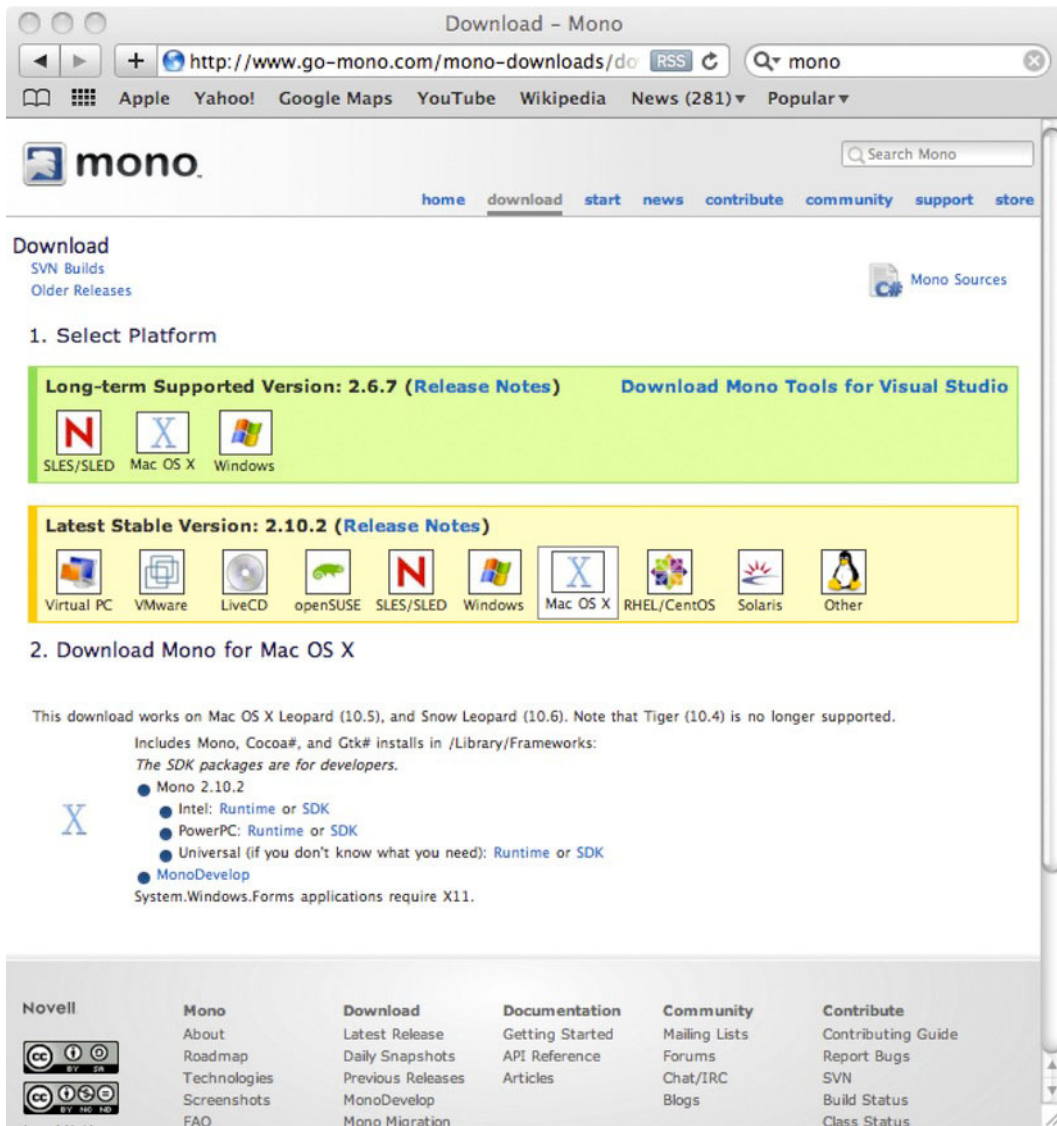 Download – Mono
http://www.go-mono.com/mono-downloads/do RSS mono
Apple Yahoo! Google Maps YouTube Wikipedia News (281) Popular
mono
Search Mono
home download start news contribute community support store
Download
SVN Builds
Older Releases
C# Mono Sources
1. Select Platform
Long-term Supported Version: 2.6.7 (Release Notes) Download Mono Tools for Visual Studio
SLES/SLED Mac OS X Windows
Latest Stable Version: 2.10.2 (Release Notes)
Virtual PC VMware LiveCD openSUSE SLES/SLED Windows Mac OS X RHEL/CentOS Solaris Other
2. Download Mono for Mac OS X
This download works on Mac OS X Leopard (10.5), and Snow Leopard (10.6). Note that Tiger (10.4) is no longer supported.
Includes Mono, Cocoa#, and Gtk# installs in /Library/Frameworks:
The SDK packages are for developers.
Mono 2.10.2
Intel: Runtime or SDK
PowerPC: Runtime or SDK
Universal (if you don't know what you need): Runtime or SDK
MonoDevelop
System.Windows.Forms applications require X11.
Novell Mono Download Documentation Community Contribute
About Latest Release Getting Started Mailing Lists Contributing Guide
Roadmap Daily Snapshots API Reference Forums Report Bugs
Technologies Previous Releases Articles Chat/IRC SVN
Screenshots MonoDevelop Blogs Build Status
FAQ Mono Migration Class Status
cc BY SA
cc BY NC ND